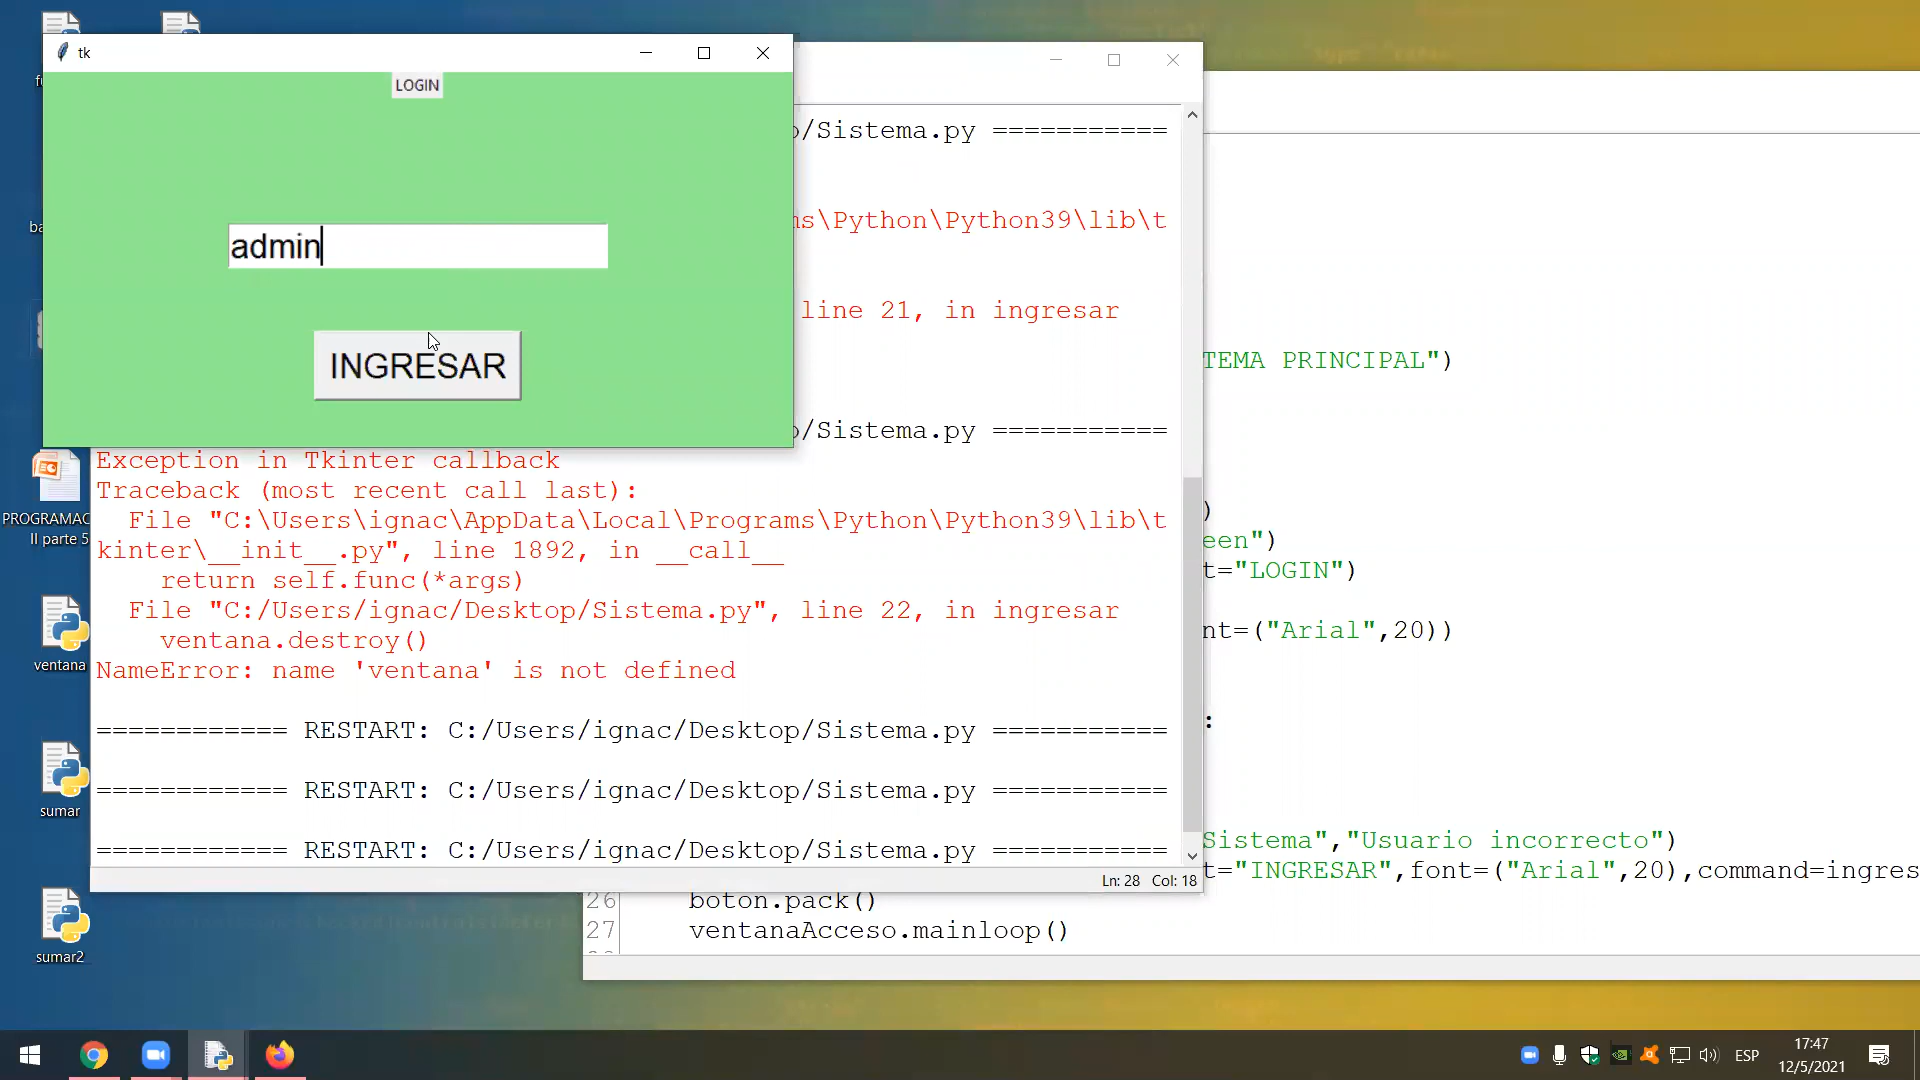 tk
LOGIN
admin
INGRESAR
/Sistema.py ===========
ms\Python\Python39\lib\t
line 21, in ingresar
/Sistema.py ===========
Exception in Tkinter callback
Traceback (most recent call last):
File "C:\Users\ignac\AppData\Local\Programs\Python\Python39\lib\t
kinter\__init__.py", line 1892, in __call__
return self.func(*args)
File "C:/Users/ignac/Desktop/Sistema.py", line 22, in ingresar
ventana.destroy()
NameError: name 'ventana' is not defined
============ RESTART: C:/Users/ignac/Desktop/Sistema.py ===========
============ RESTART: C:/Users/ignac/Desktop/Sistema.py ===========
============ RESTART: C:/Users/ignac/Desktop/Sistema.py ===========
Ln: 28 Col: 18
TEMA PRINCIPAL")
)
een")
t="LOGIN")
nt=("Arial",20))
:
Sistema","Usuario incorrecto")
t="INGRESAR",font=("Arial",20),command=ingres
26 boton.pack()
27 ventanaAcceso.mainloop()
PROGRAMAC
II parte 5
ventana
sumar
sumar2
ESP
17:47
12/5/2021